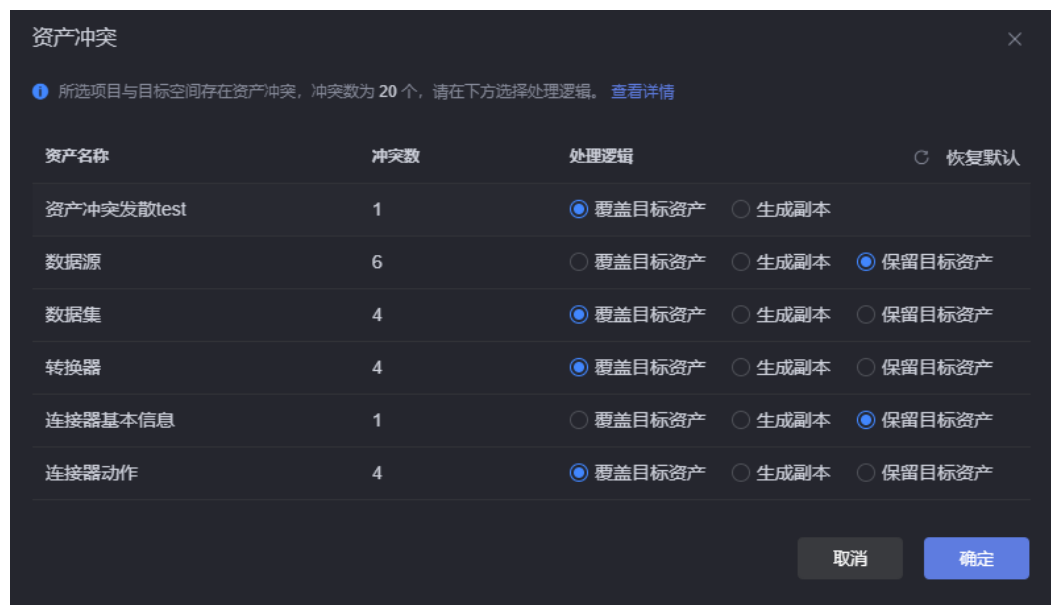 资产冲突
所选项目与目标空间存在资产冲突，冲突数为 20 个，请在下方选择处理逻辑。 查看详情
资产名称 冲突数 处理逻辑 恢复默认
资产冲突发散test 1 覆盖目标资产 生成副本
数据源 6 覆盖目标资产 生成副本 保留目标资产
数据集 4 覆盖目标资产 生成副本 保留目标资产
转换器 4 覆盖目标资产 生成副本 保留目标资产
连接器基本信息 1 覆盖目标资产 生成副本 保留目标资产
连接器动作 4 覆盖目标资产 生成副本 保留目标资产
取消 确定